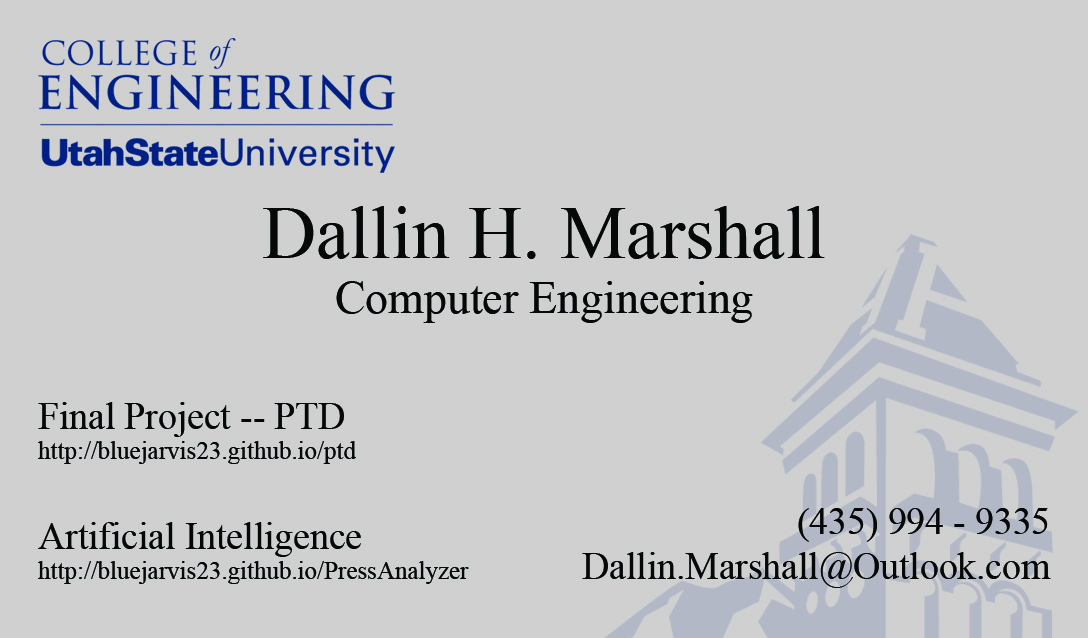 COLLEGE of
ENGINEERING
UtahStateUniversity
Dallin H. Marshall
Computer Engineering
Final Project -- PTD
http://bluejarvis23.github.io/ptd
Artificial Intelligence
http://bluejarvis23.github.io/PressAnalyzer
(435) 994 - 9335
Dallin.Marshall@Outlook.com